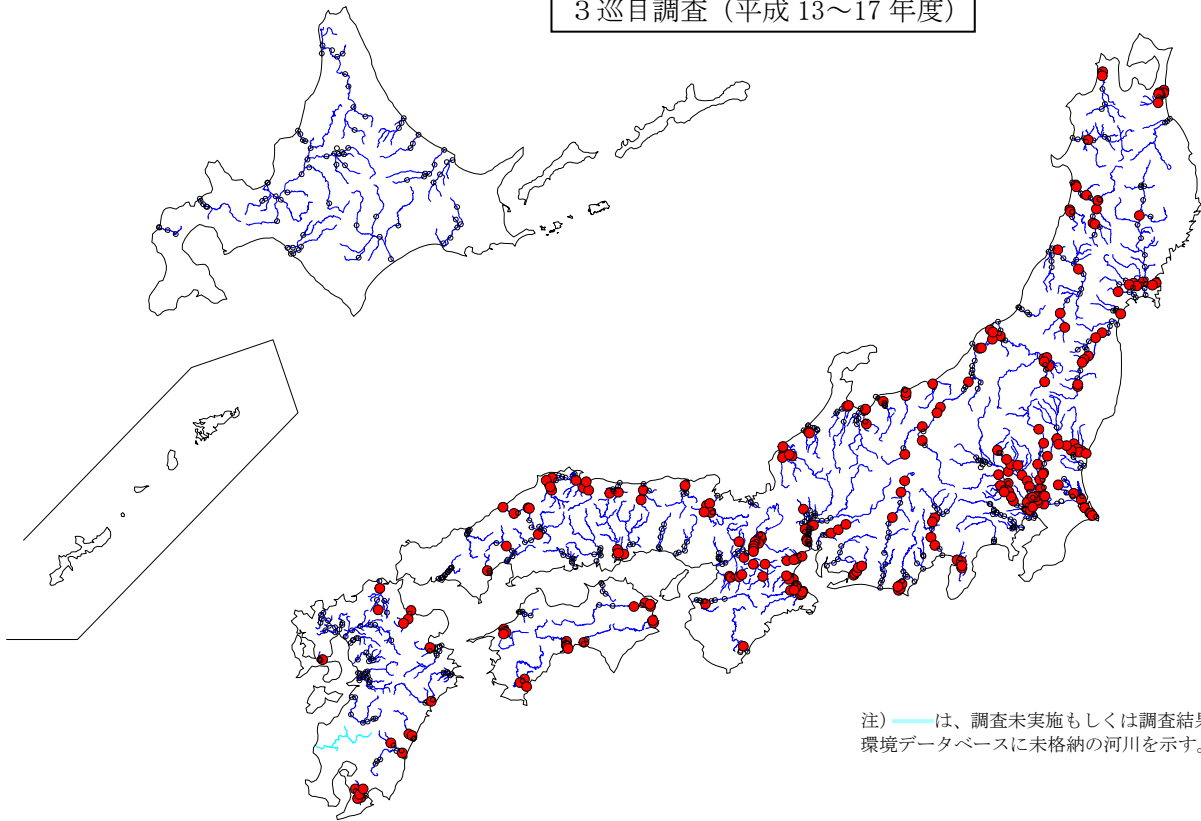 3巡目調査（平成 13～17 年度）
注） は、調査未実施もしくは調査結果
環境データベースに未格納の河川を示す。